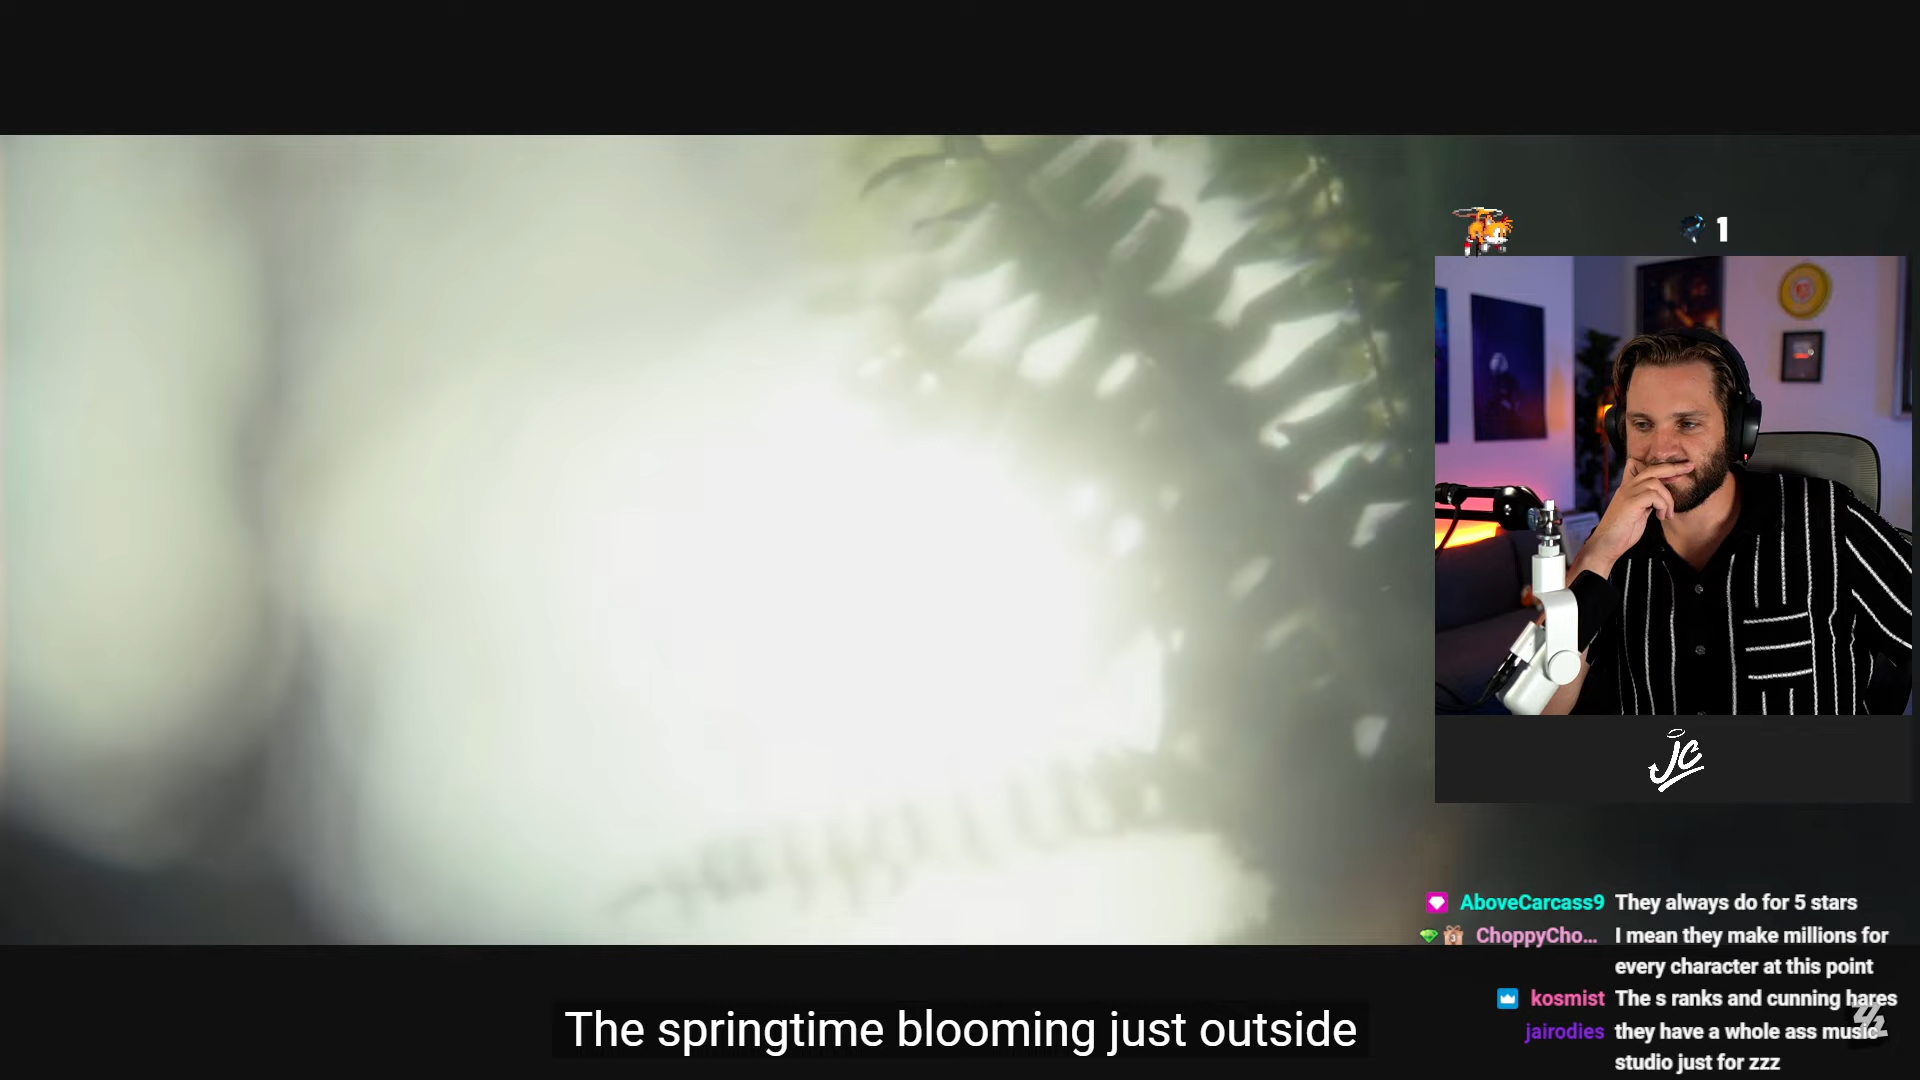 1
jc
AboveCarcass9 They always do for 5 stars
ChoppyCho... I mean they make millions for
every character at this point
kosmist The s ranks and cunning hares
jairodies they have a whole ass music
studio just for zzz
The springtime blooming just outside